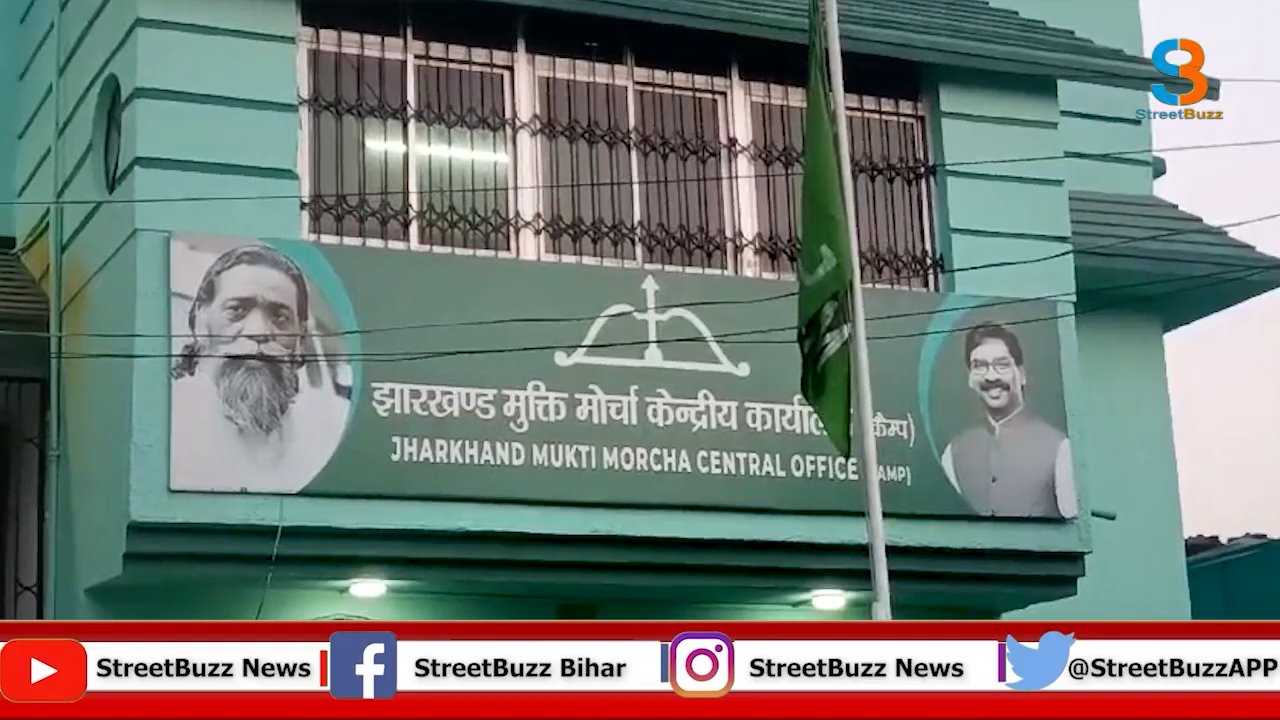 StreetBuzz
झारखण्ड मुक्ति मोर्चा केन्द्रीय
JHARKHAND MUKTI MORCHA CENTRAL OFFICE
StreetBuzz News
StreetBuzz Bihar
StreetBuzz News
@StreetBuzzAPP